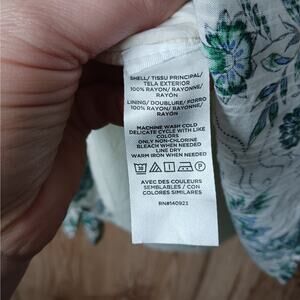 SHELL/ TISSU PRINCIPAL/
TELA EXTERIOR
100% RAYON/ RAYONNE/
RAYÓN
LINING/ DOUBLURE/ FORRO
100% RAYON/ RAYONNE/
RAYÓN
MACHINE WASH COLD
DELICATE CYCLE WITH LIKE
COLORS
ONLY NON-CHLORINE
BLEACH WHEN NEEDED
LINE DRY
WARM IRON WHEN NEEDED
AVEC DES COULEURS
SEMBLABLES / CON
COLORES SIMILARES
RN#140923